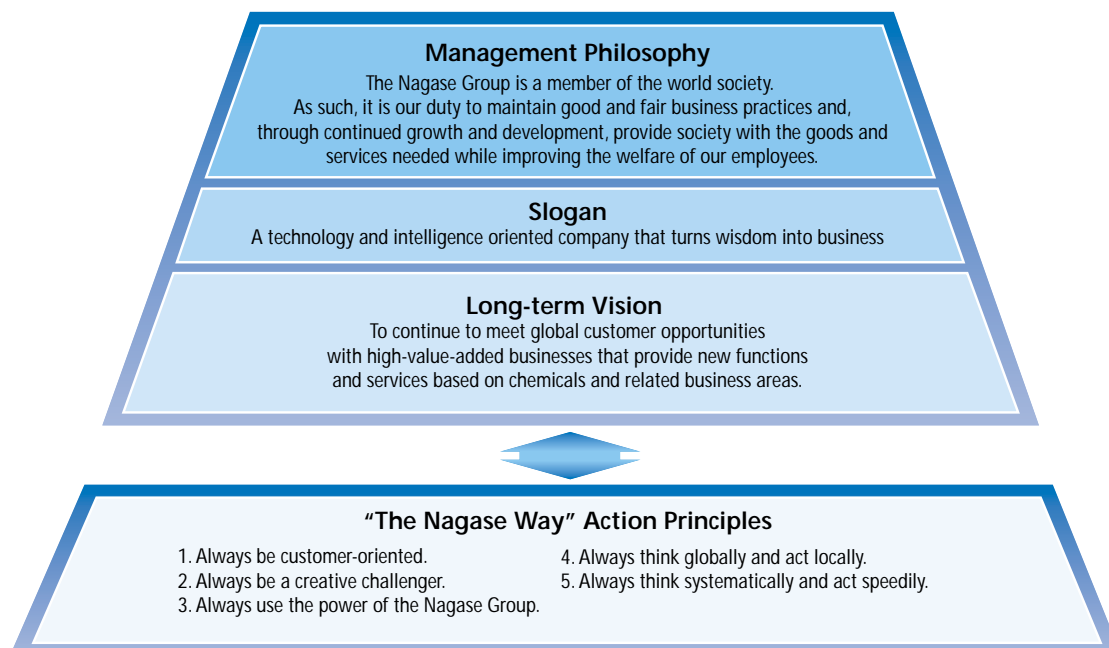 Management Philosophy
The Nagase Group is a member of the world society.
As such, it is our duty to maintain good and fair business practices and,
through continued growth and development, provide society with the goods and
services needed while improving the welfare of our employees.
Slogan
A technology and intelligence oriented company that turns wisdom into business
Long-term Vision
To continue to meet global customer opportunities
with high-value-added businesses that provide new functions
and services based on chemicals and related business areas.
“The Nagase Way” Action Principles
1. Always be customer-oriented.
2. Always be a creative challenger.
3. Always use the power of the Nagase Group.
4. Always think globally and act locally.
5. Always think systematically and act speedily.